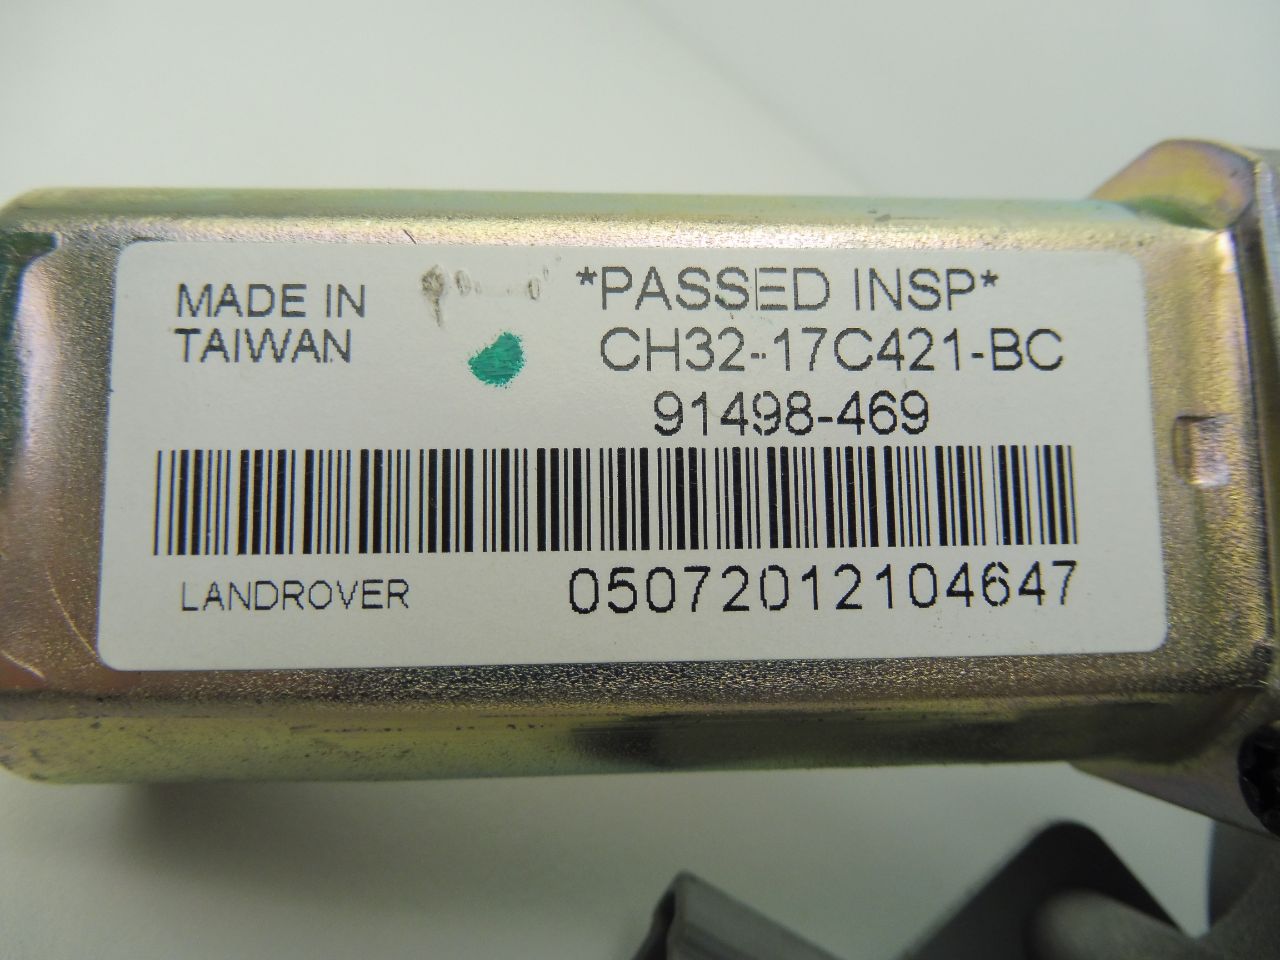 MADE IN
TAIWAN
*PASSED INSP*
CH32-17C421-BC
91498-469
LANDROVER
05072012104647